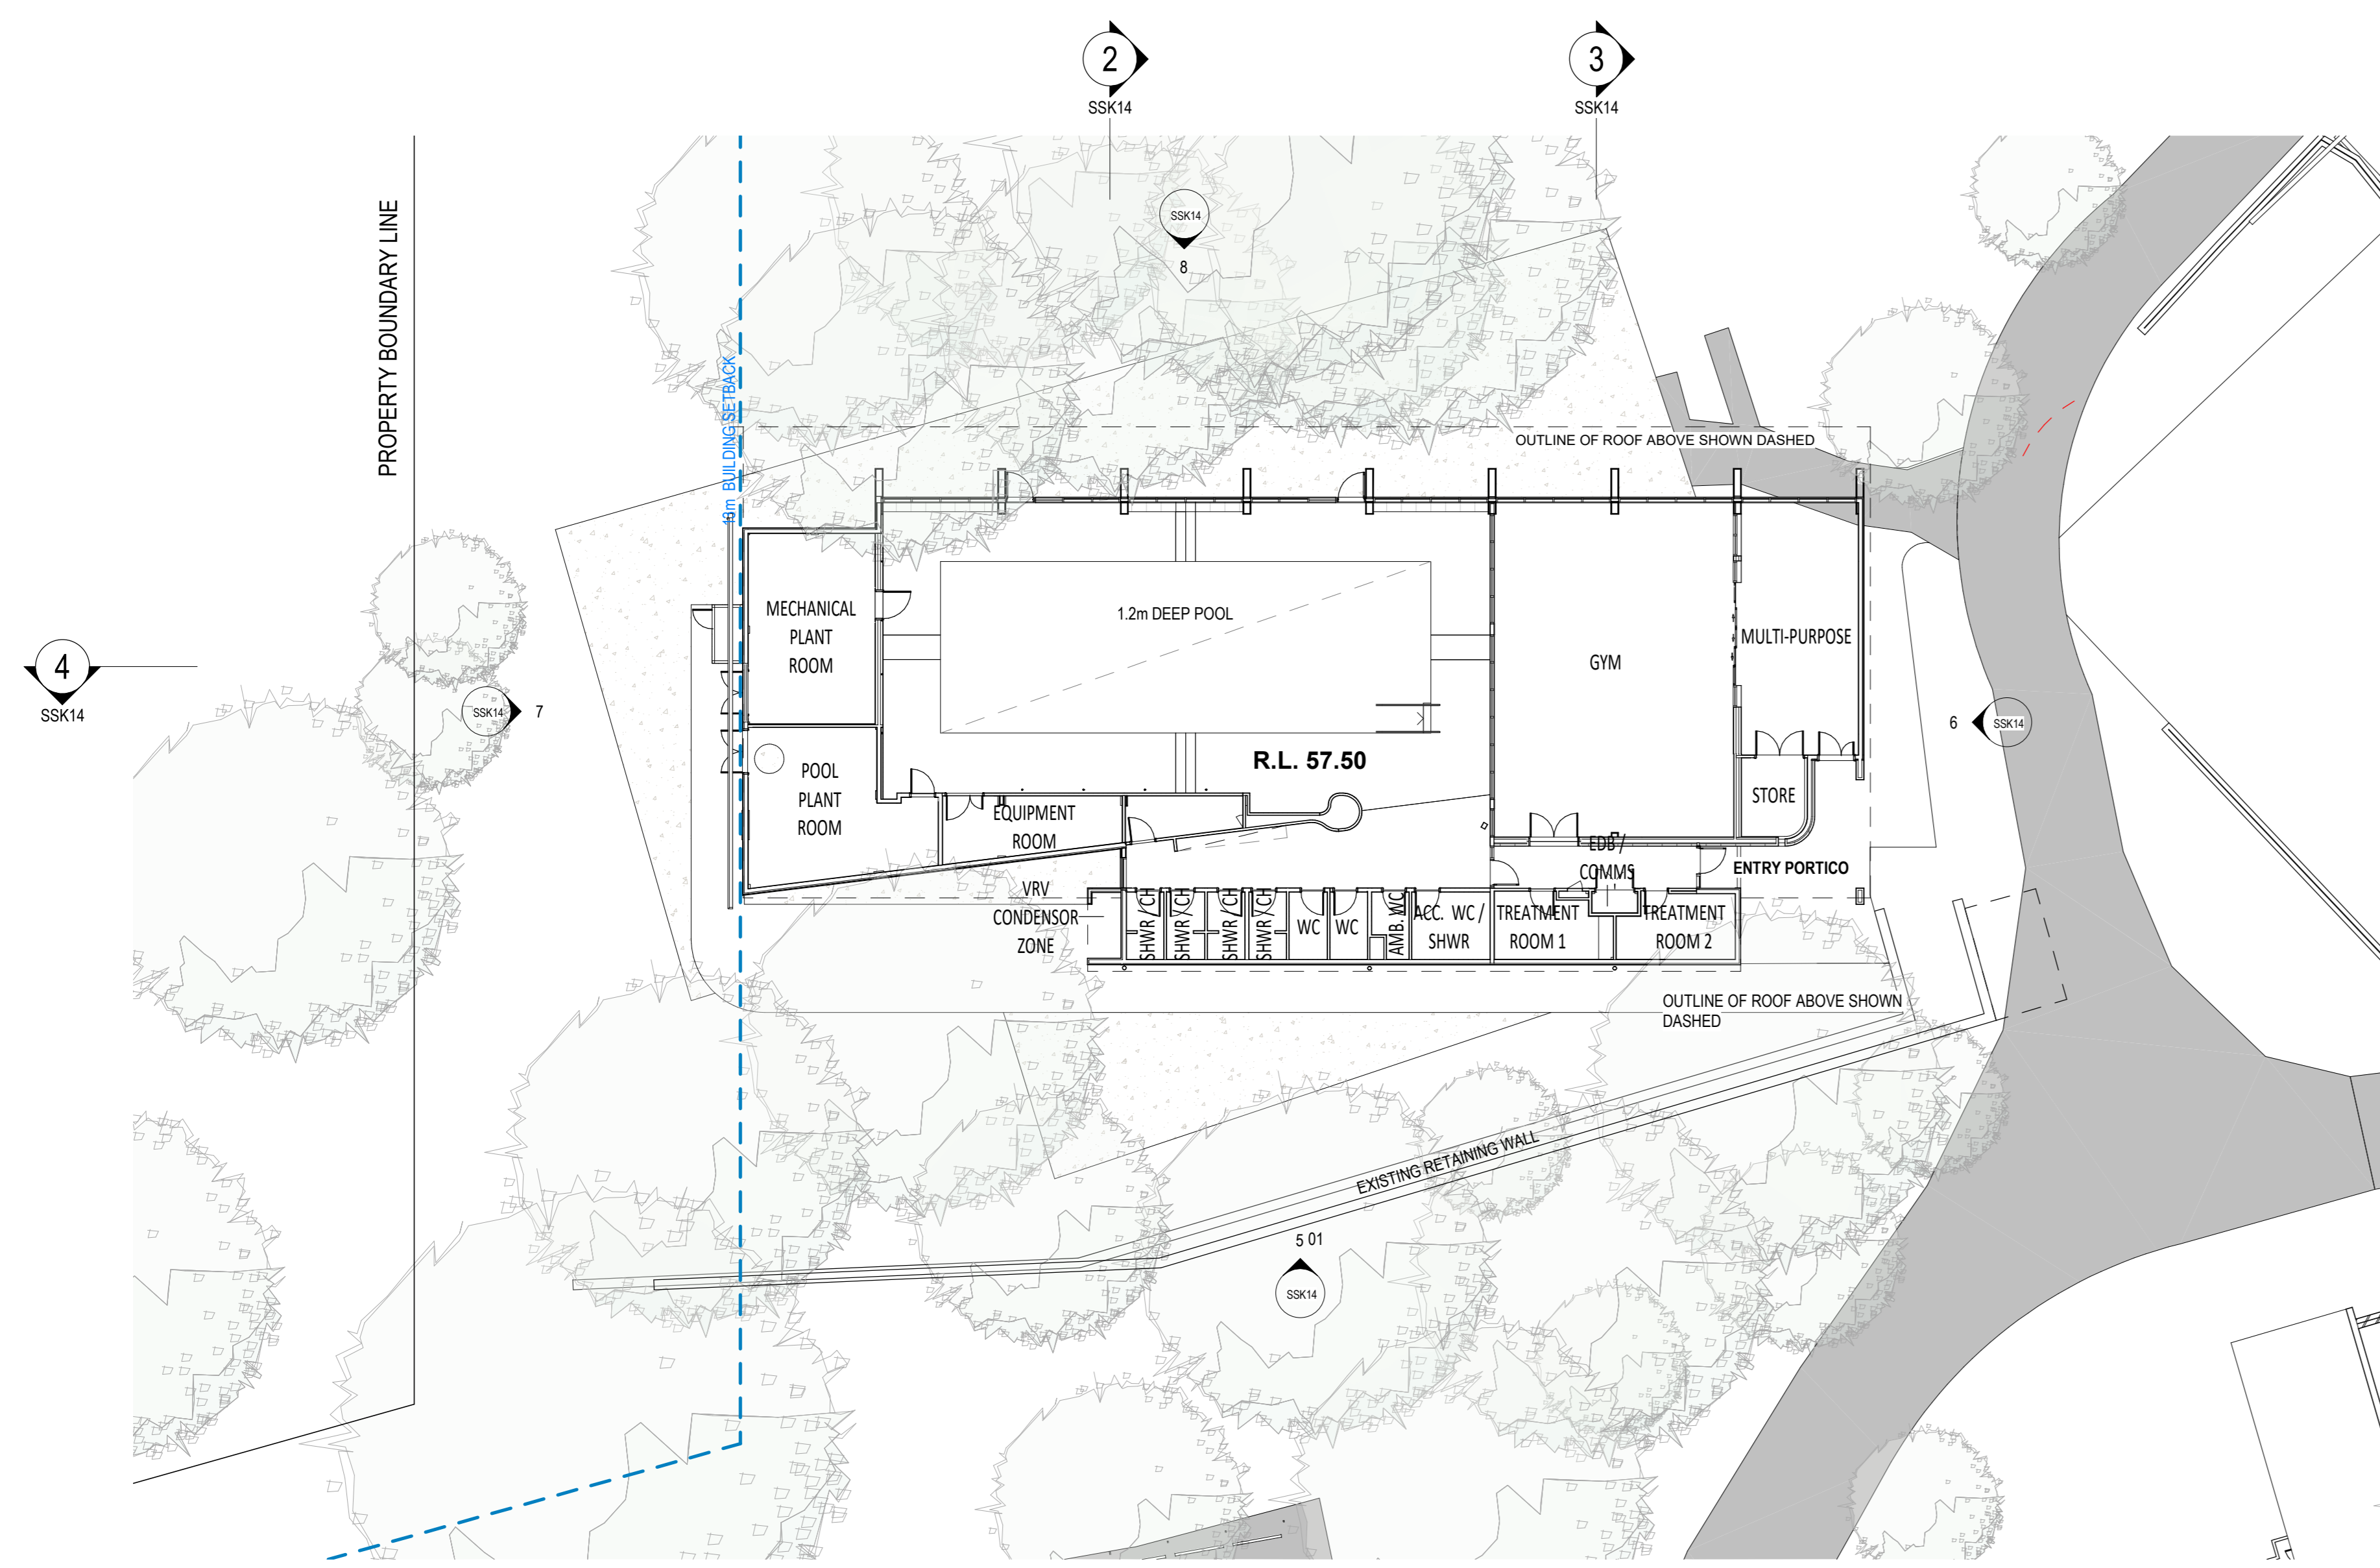 2
SSK14
3
SSK14
PROPERTY BOUNDARY LINE
SSK14
8
10m BUILDING SETBACK
OUTLINE OF ROOF ABOVE SHOWN DASHED
MECHANICAL
PLANT
ROOM
1.2m DEEP POOL
GYM
MULTI-PURPOSE
4
SSK14
SSK14
7
6
SSK14
R.L. 57.50
POOL
PLANT
ROOM
STORE
EQUIPMENT
ROOM
EDB /
COMMS
ENTRY PORTICO
VRV
CONDENSOR
ZONE
SHWR / CH
SHWR / CH
SHWR / CH
SHWR / CH
WC
WC
AMB. WC
ACC. WC /
SHWR
TREATMENT
ROOM 1
TREATMENT
ROOM 2
OUTLINE OF ROOF ABOVE SHOWN
DASHED
EXISTING RETAINING WALL
5 01
SSK14